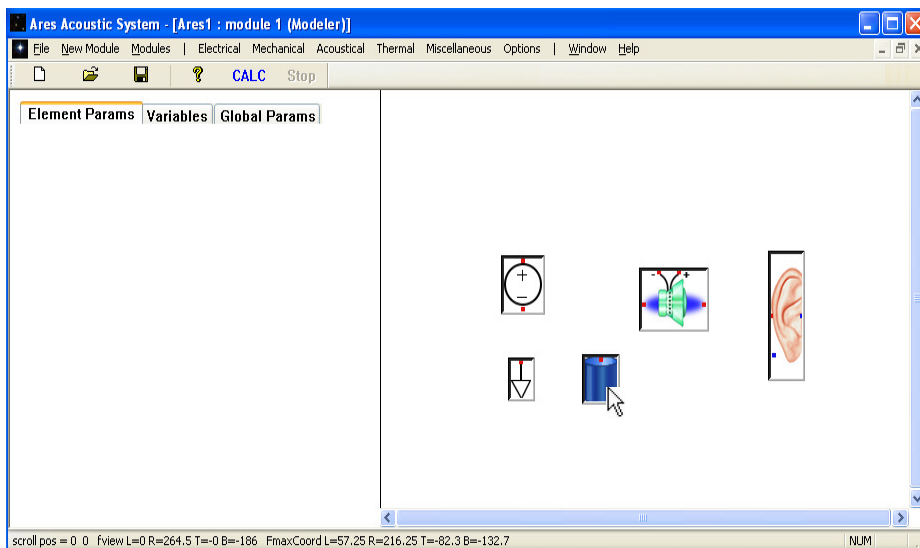 Ares Acoustic System - [Ares1 : module 1 (Modeler)]
File New Module Modules | Electrical Mechanical Acoustical Thermal Miscellaneous Options | Window Help
? CALC Stop
Element Params Variables Global Params
+
−
- +
scroll pos = 0 0 fview L=0 R=264.5 T=-0 B=-186 FmaxCoord L=57.25 R=216.25 T=-82.3 B=-132.7 NUM